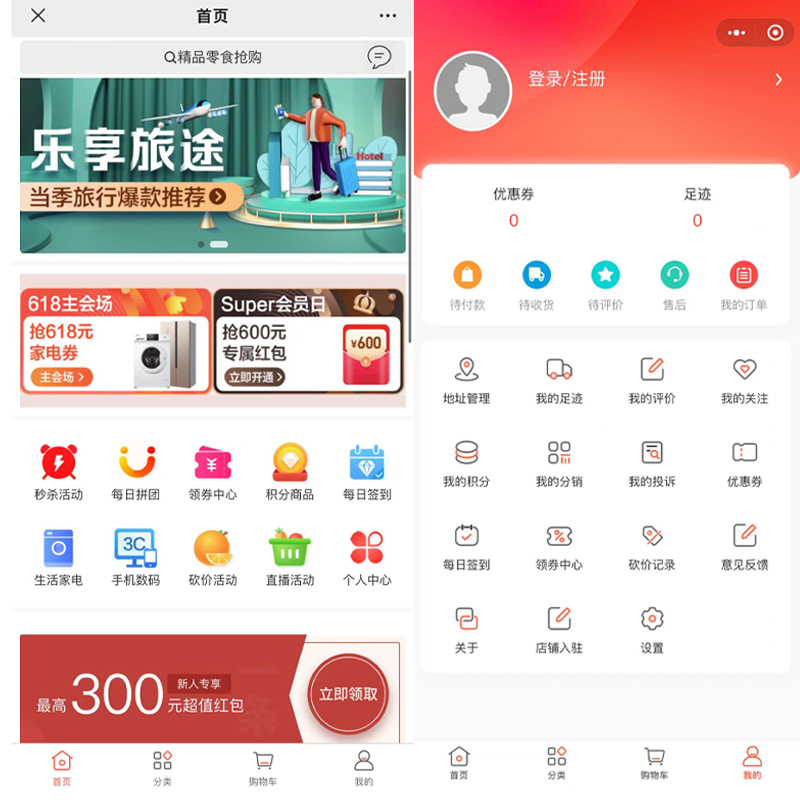 首页
精品零食抢购
乐享旅途
Hotel
当季旅行爆款推荐
618主会场
抢618元
家电券
主会场
Super会员日
抢600元
专属红包
立即开通
¥600
秒杀活动
每日拼团
领券中心
积分商品
每日签到
3C
生活家电
手机数码
砍价活动
直播活动
个人中心
最高300元超值红包
新人专享
立即领取
首页
分类
购物车
我的
登录/注册
优惠券
足迹
0
0
待付款
待收货
待评价
售后
我的订单
地址管理
我的足迹
我的评价
我的关注
我的积分
我的分销
我的投诉
优惠券
每日签到
领券中心
砍价记录
意见反馈
关于
店铺入驻
设置
首页
分类
购物车
我的